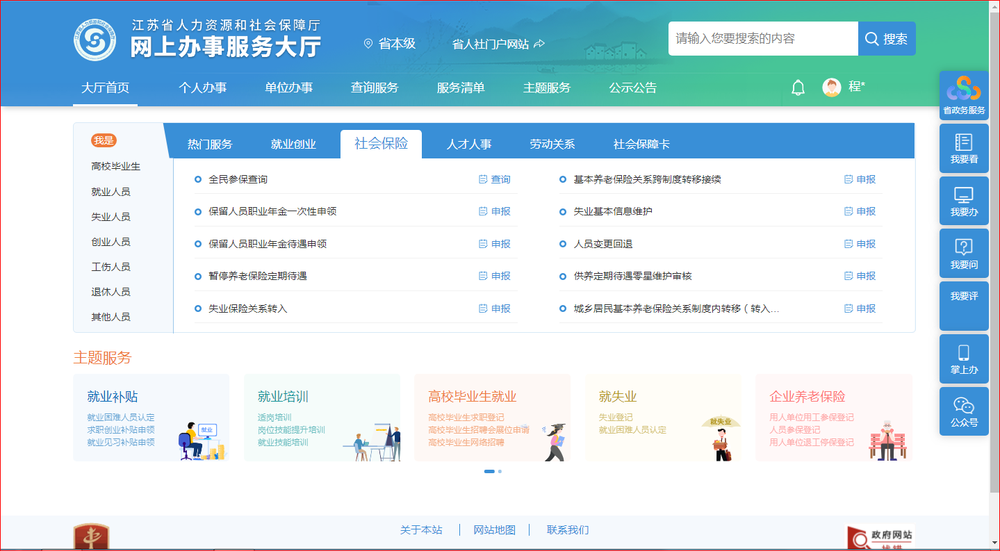 江苏省人力资源和社会保障厅
网上办事服务大厅
省本级
省人社门户网站
请输入您要搜索的内容
搜索
大厅首页 个人办事 单位办事 查询服务 服务清单 主题服务 公示公告
程*
省政务服务
我要看
我要办
我要问
我要评
掌上办
公众号
我是
高校毕业生
就业人员
失业人员
创业人员
工伤人员
退休人员
其他人员
热门服务 就业创业 社会保险 人才人事 劳动关系 社会保障卡
全民参保查询 查询
基本养老保险关系跨制度转移接续 申报
保留人员职业年金一次性申领 申报
失业基本信息维护 申报
保留人员职业年金待遇申领 申报
人员变更回退 申报
暂停养老保险定期待遇 申报
供养定期待遇零星维护审核 申报
失业保险关系转入 申报
城乡居民基本养老保险关系制度内转移（转入... 申报
主题服务
就业补贴
就业困难人员认定
求职创业补贴申领
就业见习补贴申领
就业
就业培训
适岗培训
岗位技能提升培训
就业技能培训
高校毕业生就业
高校毕业生求职登记
高校毕业生招聘会展位申请
高校毕业生网络招聘
就失业
失业登记
就业困难人员认定
就失业
企业养老保险
用人单位用工参保登记
人员参保登记
用人单位退工停保登记
关于本站 | 网站地图 | 联系我们
政府网站
找错